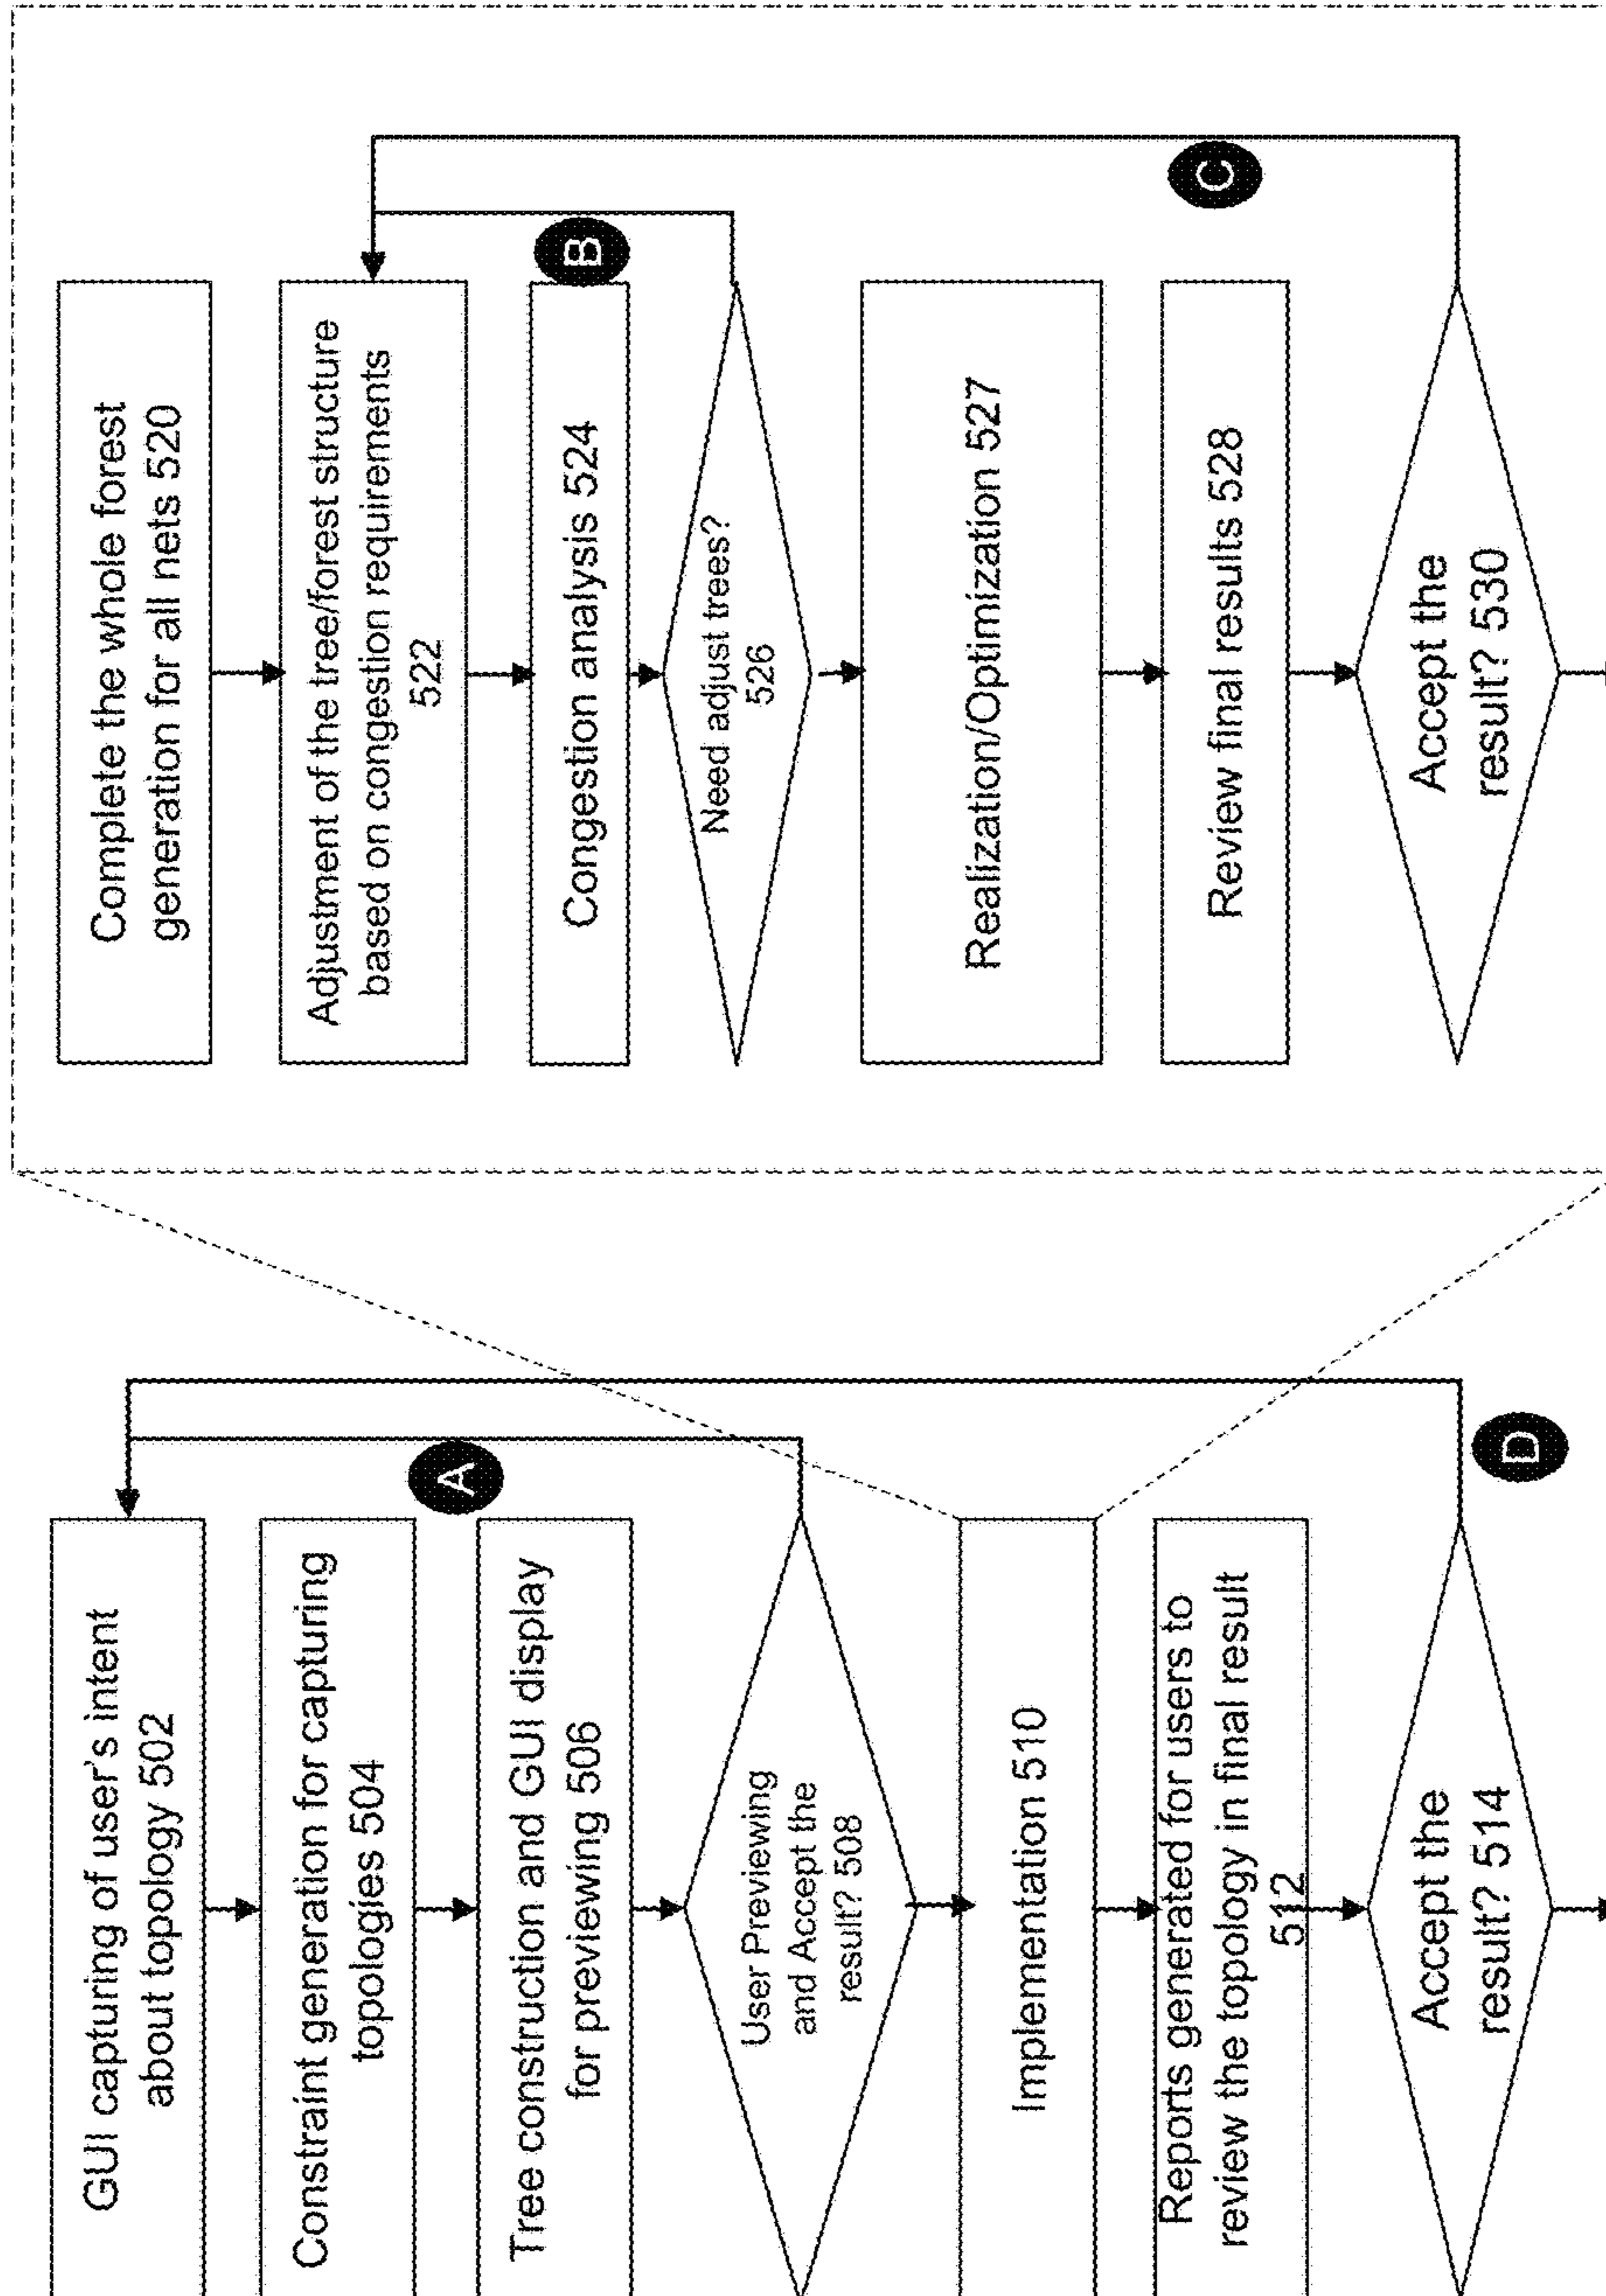 GUI capturing of user's intent
about topology 502
Constraint generation for capturing
topologies 504
Tree construction and GUI display
for previewing 506
A
User Previewing
and Accept the
result? 508
Implementation 510
Reports generated for users to
review the topology in final result
512
Accept the
result? 514
D
Complete the whole forest
generation for all nets 520
Adjustment of the tree/forest structure
based on congestion requirements
522
Congestion analysis 524
B
Need adjust trees?
526
Realization/Optimization 527
Review final results 528
C
Accept the
result? 530